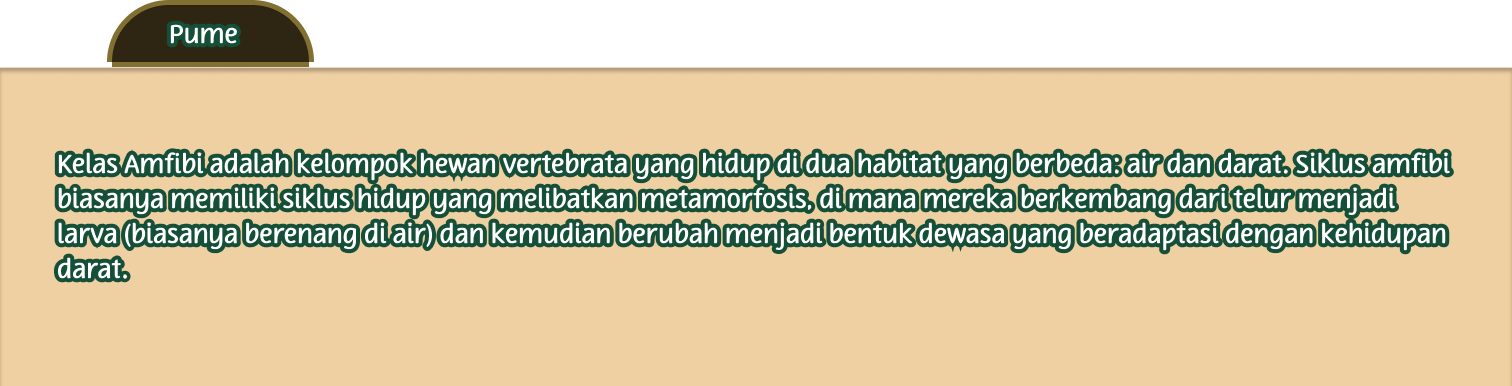 Pume
Kelas Amfibi adalah kelompok hewan vertebrata yang hidup di dua habitat yang berbeda: air dan darat. Siklus amfibi
biasanya memiliki siklus hidup yang melibatkan metamorfosis, di mana mereka berkembang dari telur menjadi
larva (biasanya berenang di air) dan kemudian berubah menjadi bentuk dewasa yang beradaptasi dengan kehidupan
darat.